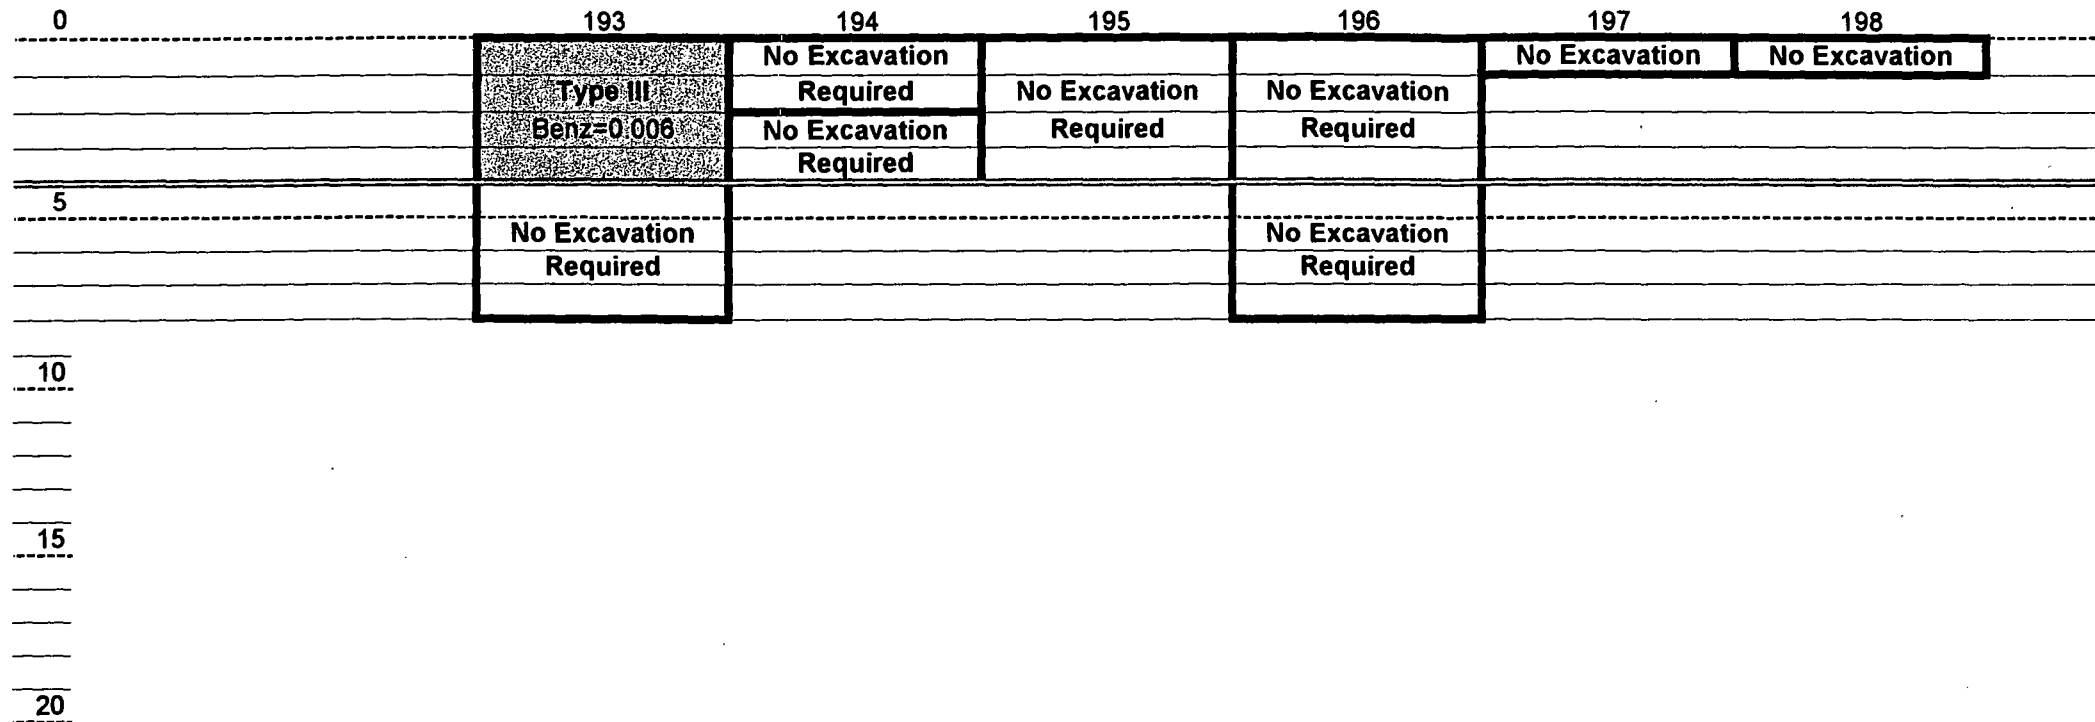 0 193 194 195 196 197 198
No Excavation No Excavation No Excavation
Type III Required No Excavation No Excavation
Benz=0.006 No Excavation Required Required
Required
5
No Excavation No Excavation
Required Required
10
15
20